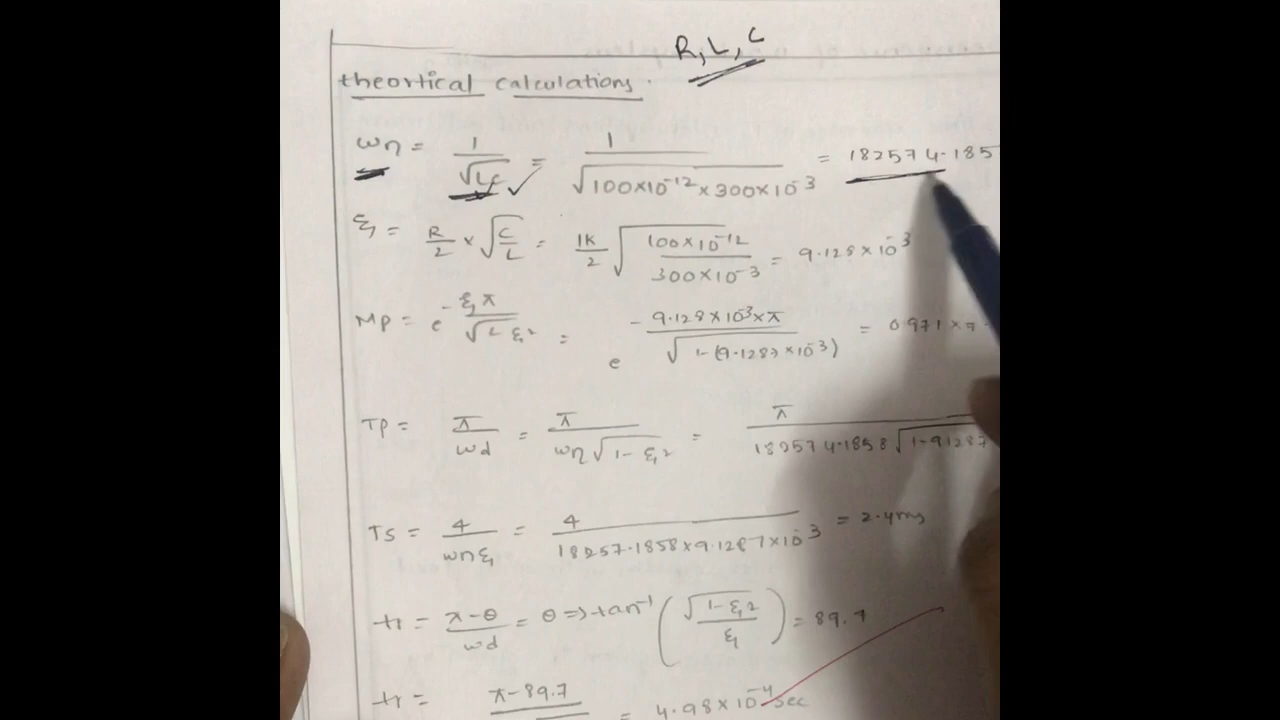 R, L, C
theortical calculations.
ωn = 1/√LC = 1/√100×10^-12 × 300×10^-3 = 182574.185
ξ = R/2 × √C/L = 1K/2 √100×10^-12/300×10^-3 = 9.128×10^-3
Mp = e^-ξπ/√1-ξ² = e^-9.128×10^-3×π/√1-(9.1287×10^-3) = 0.971×
Tp = π/ωd = π/ωn√1-ξ² = π/182574.1858√1-9.1287
Ts = 4/ωnξ = 4/18257.1858×9.1287×10^-3 = 2.4ms
tr = π-θ/ωd = θ => tan^-1(√1-ξ²/ξ) = 89.7
tr = π-89.7 = 4.98×10^-4 sec